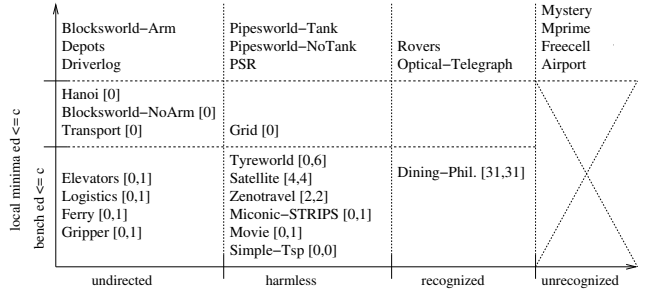 Blocksworld−Arm
Depots
Driverlog
Pipesworld−Tank
Pipesworld−NoTank
PSR
Rovers
Optical−Telegraph
Mystery
Mprime
Freecell
Airport
Hanoi [0]
Blocksworld−NoArm [0]
Transport [0]
Grid [0]
Elevators [0,1]
Logistics [0,1]
Ferry [0,1]
Gripper [0,1]
Tyreworld [0,6]
Satellite [4,4]
Zenotravel [2,2]
Miconic−STRIPS [0,1]
Movie [0,1]
Simple−Tsp [0,0]
Dining−Phil. [31,31]
local minima ed <= c
bench ed <= c
undirected
harmless
recognized
unrecognized